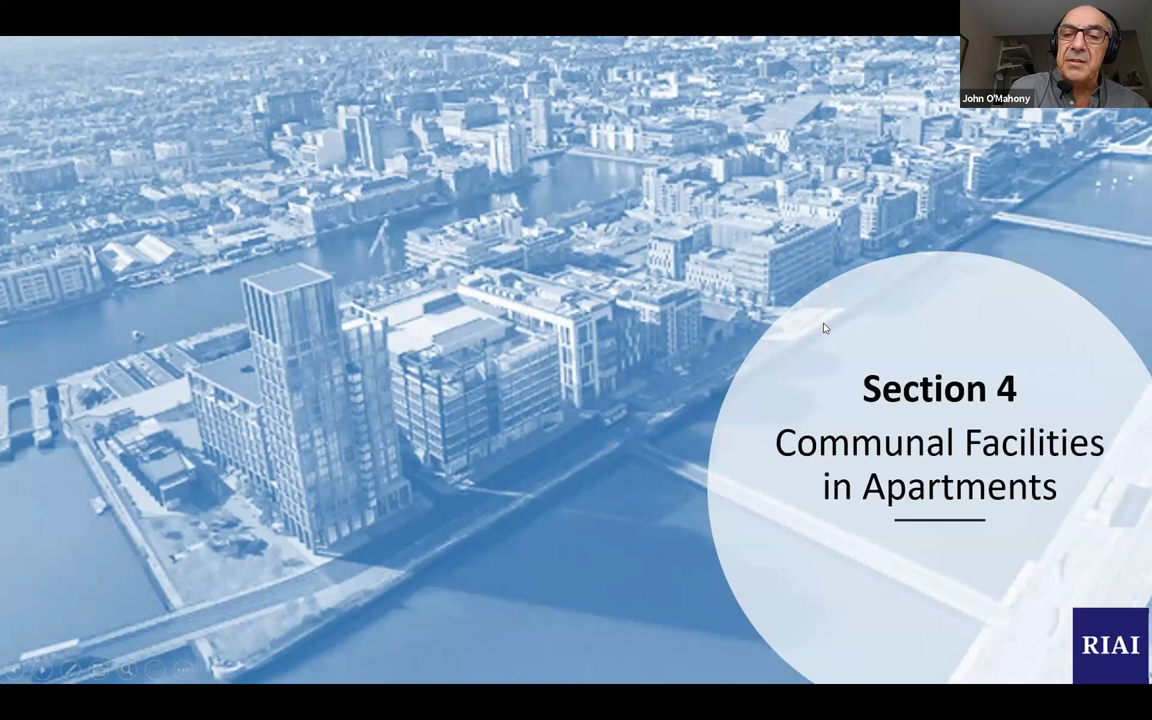 John O'Mahony
Section 4
Communal Facilities
in Apartments
RIAI